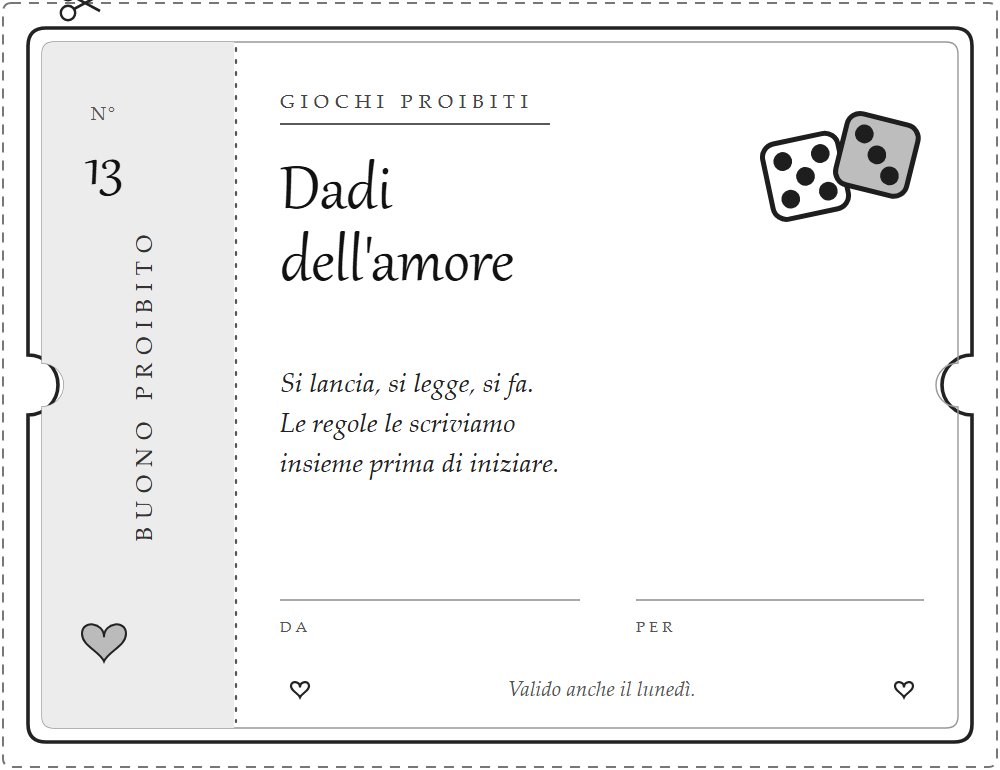 N°
13
BUONO PROIBITO
GIOCHI PROIBITI
Dadi
dell'amore
Si lancia, si legge, si fa.
Le regole le scriviamo
insieme prima di iniziare.
DA
PER
Valido anche il lunedì.